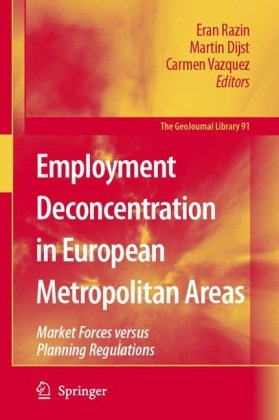 Eran Razin
Martin Dijst
Carmen Vazquez
Editors
The GeoJournal Library 91
Employment
Deconcentration
in European
Metropolitan Areas
Market Forces versus
Planning Regulations
Springer